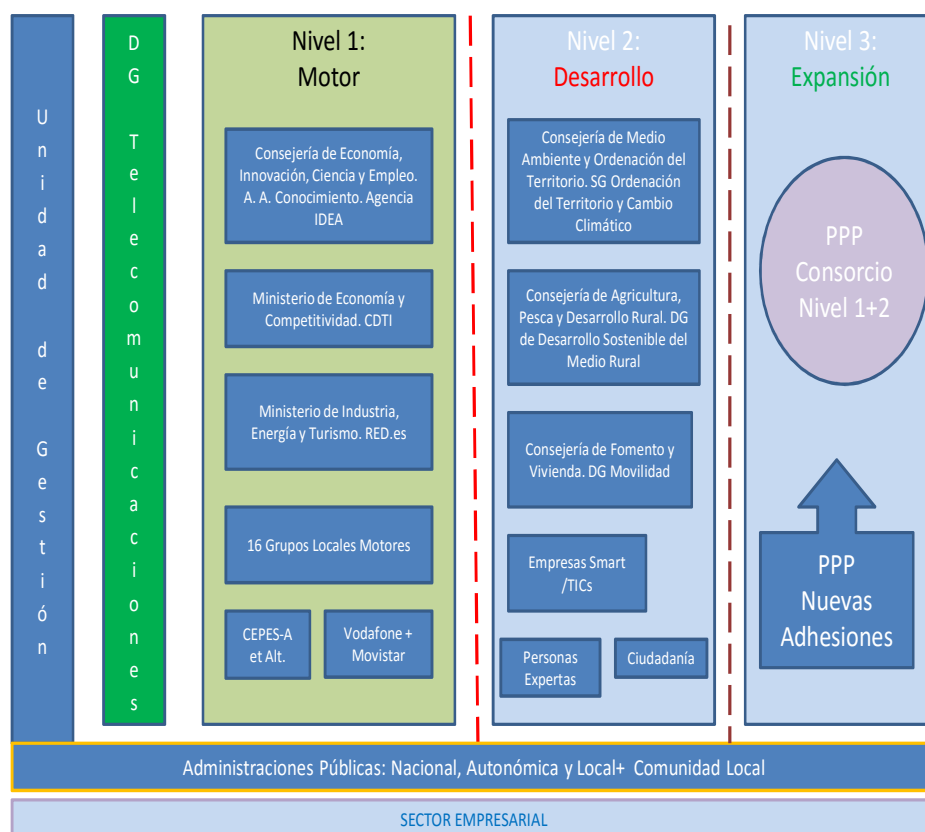 Unidad de Gestión
DG Telecomunicaciones
Nivel 1:
Motor
Consejería de Economía,
Innovación, Ciencia y Empleo.
A. A. Conocimiento. Agencia
IDEA
Ministerio de Economía y
Competitividad. CDTI
Ministerio de Industria,
Energía y Turismo. RED.es
16 Grupos Locales Motores
CEPES-A
et Alt.
Vodafone +
Movistar
Nivel 2:
Desarrollo
Consejería de Medio
Ambiente y Ordenación del
Territorio. SG Ordenación
del Territorio y Cambio
Climático
Consejería de Agricultura,
Pesca y Desarrollo Rural. DG
de Desarrollo Sostenible del
Medio Rural
Consejería de Fomento y
Vivienda. DG Movilidad
Empresas Smart
/TICs
Personas
Expertas
Ciudadanía
Nivel 3:
Expansión
PPP
Consorcio
Nivel 1+2
PPP
Nuevas
Adhesiones
Administraciones Públicas: Nacional, Autonómica y Local+ Comunidad Local
SECTOR EMPRESARIAL